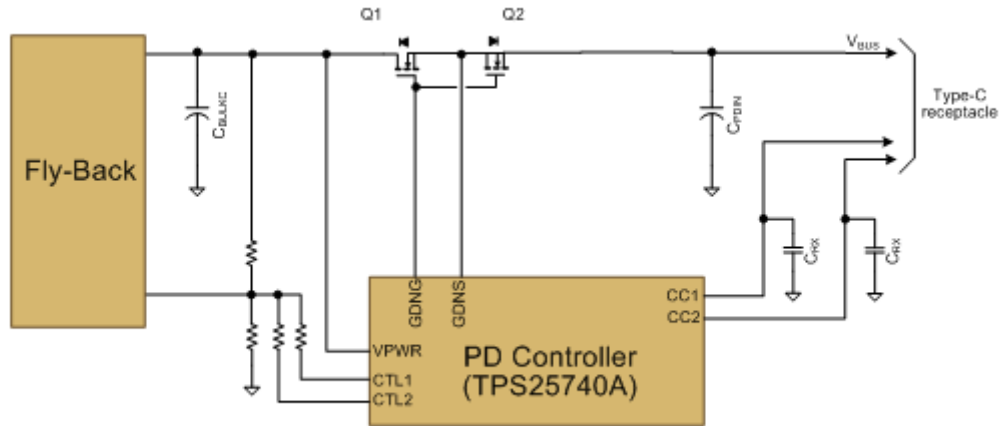 Q1
Q2
VBUS
Type-C
receptacle
CBULKC
CPDIN
Fly-Back
CRX
CRX
GDNG
GDNS
CC1
CC2
VPWR
PD Controller
(TPS25740A)
CTL1
CTL2